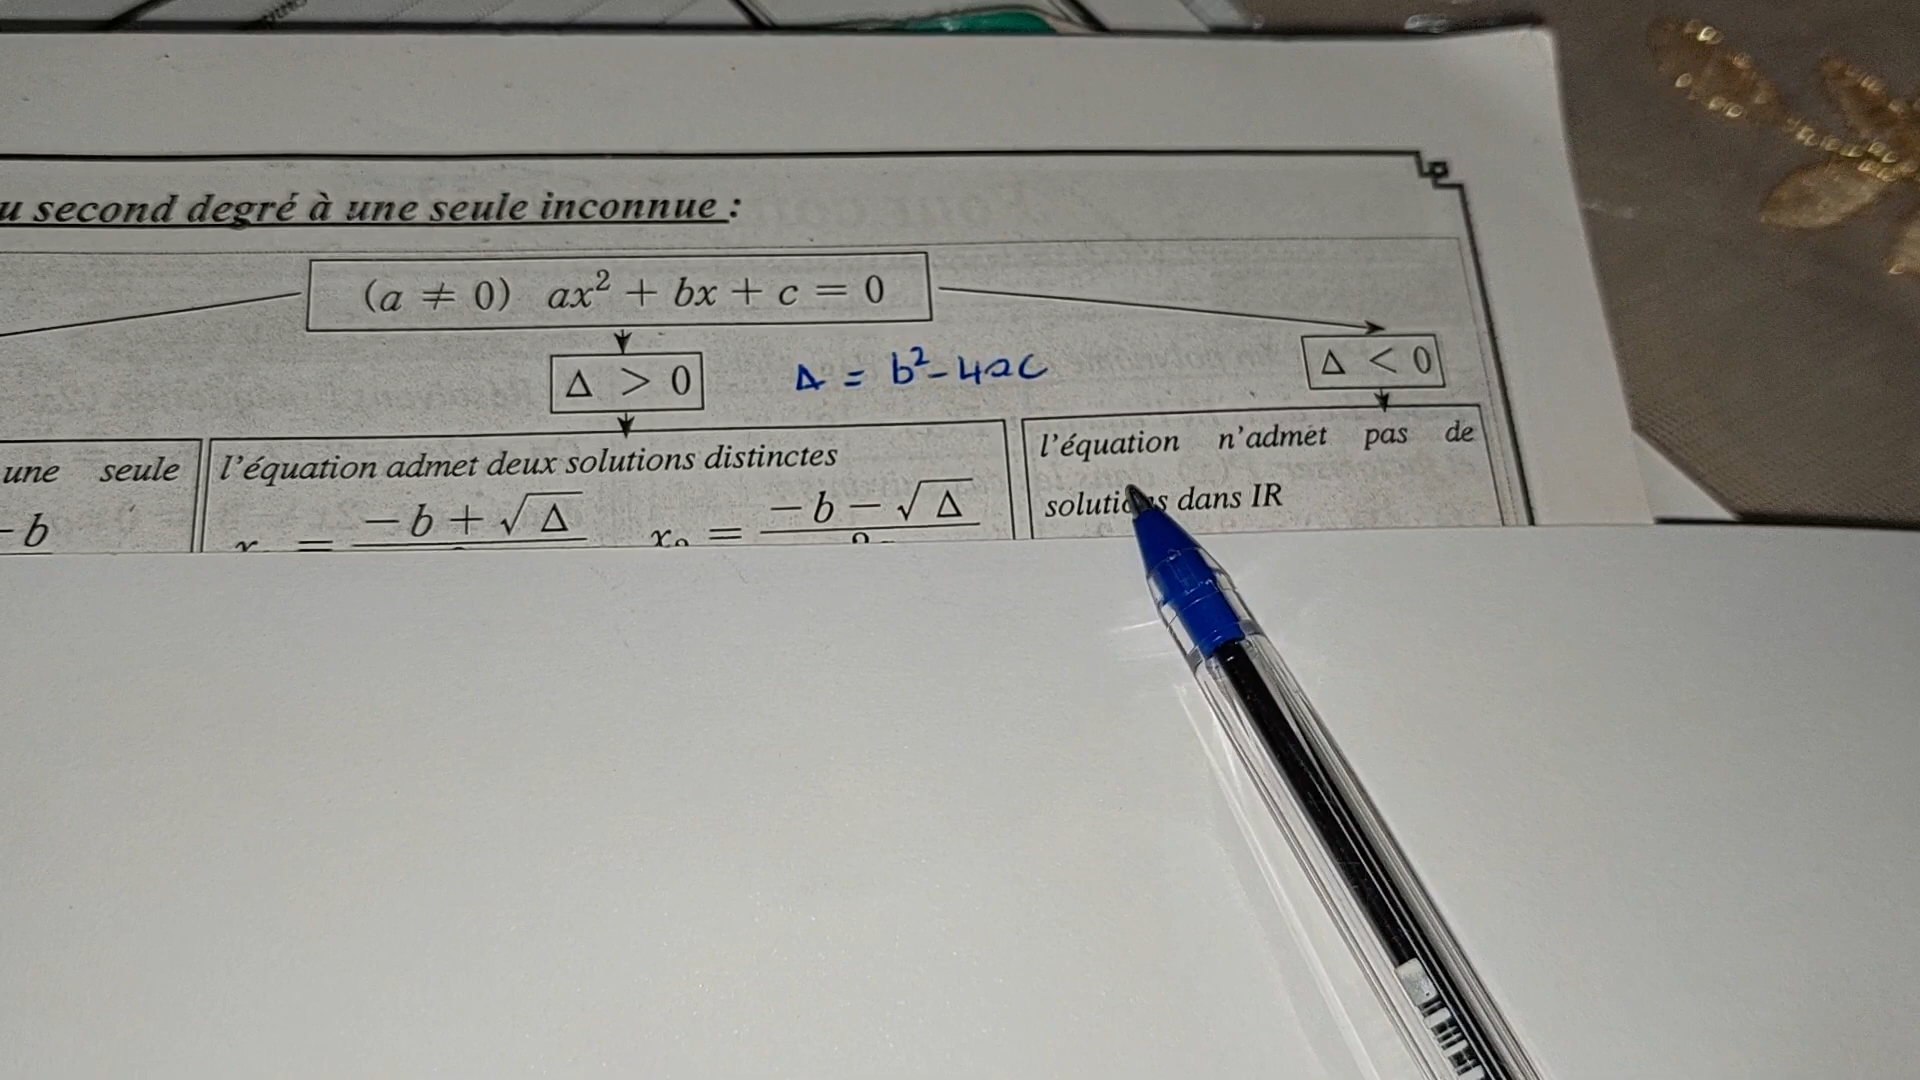 u second degré à une seule inconnue :
(a ≠ 0) ax² + bx + c = 0
Δ > 0
Δ = b² - 4ac
Δ < 0
une seule
-b
l'équation admet deux solutions distinctes
= -b + √Δ
x₂ = -b - √Δ
l'équation n'admet pas de
solutions dans IR